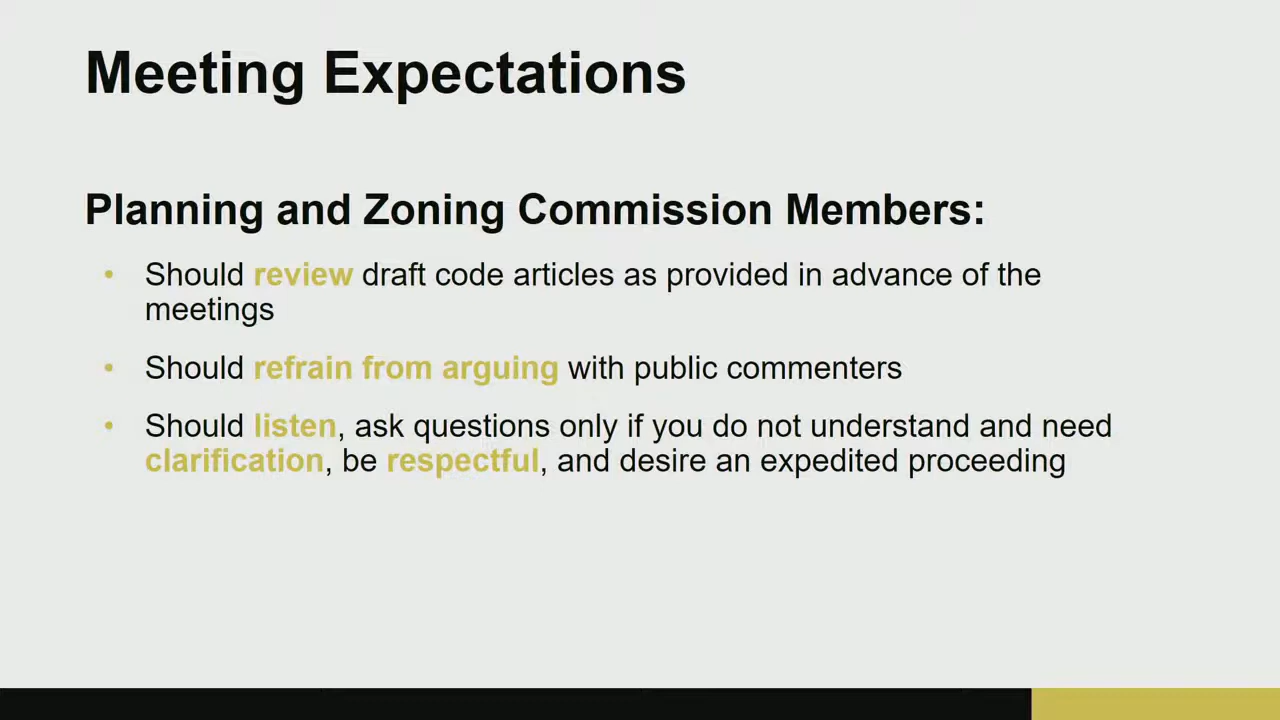 Meeting Expectations
Planning and Zoning Commission Members:
• Should review draft code articles as provided in advance of the
meetings
• Should refrain from arguing with public commenters
• Should listen, ask questions only if you do not understand and need
clarification, be respectful, and desire an expedited proceeding